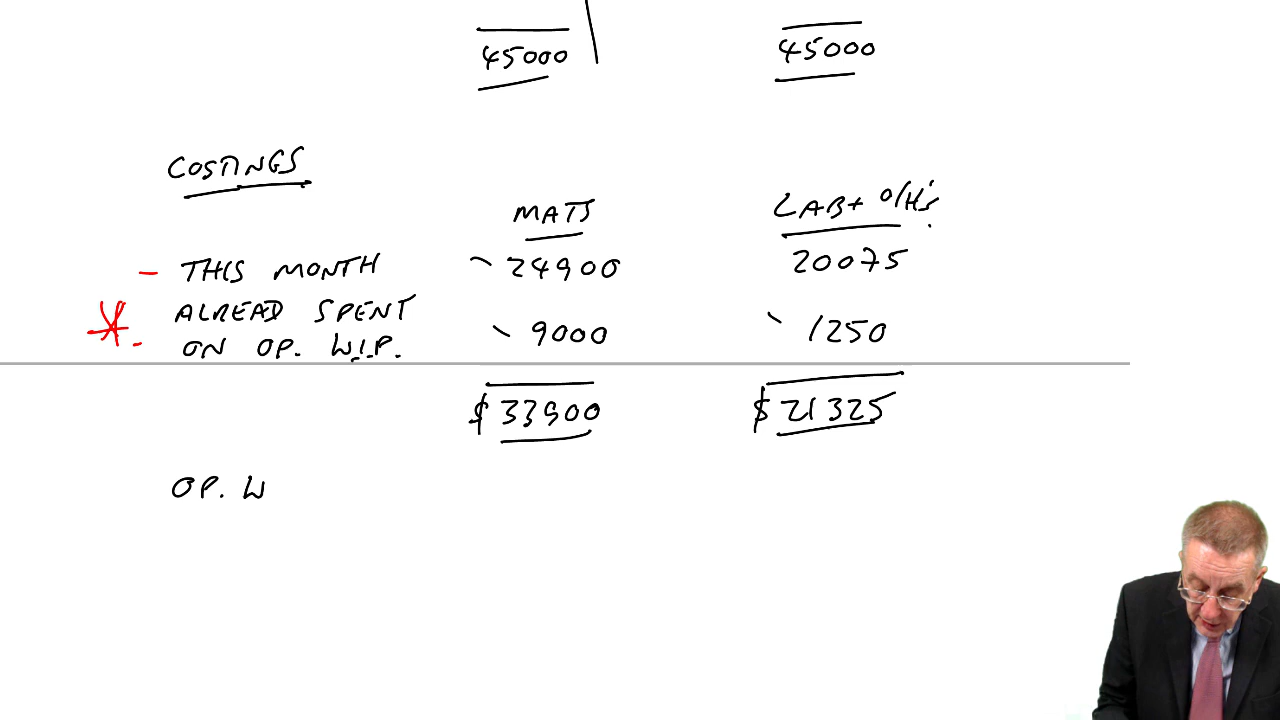 45000 45000
COSTINGS
MATS LAB+ O/H's.
- THIS MONTH 24900 20075
* ALREAD SPENT
ON OP. W.I.P. 9000 1250
$33900 $21325
OP. W